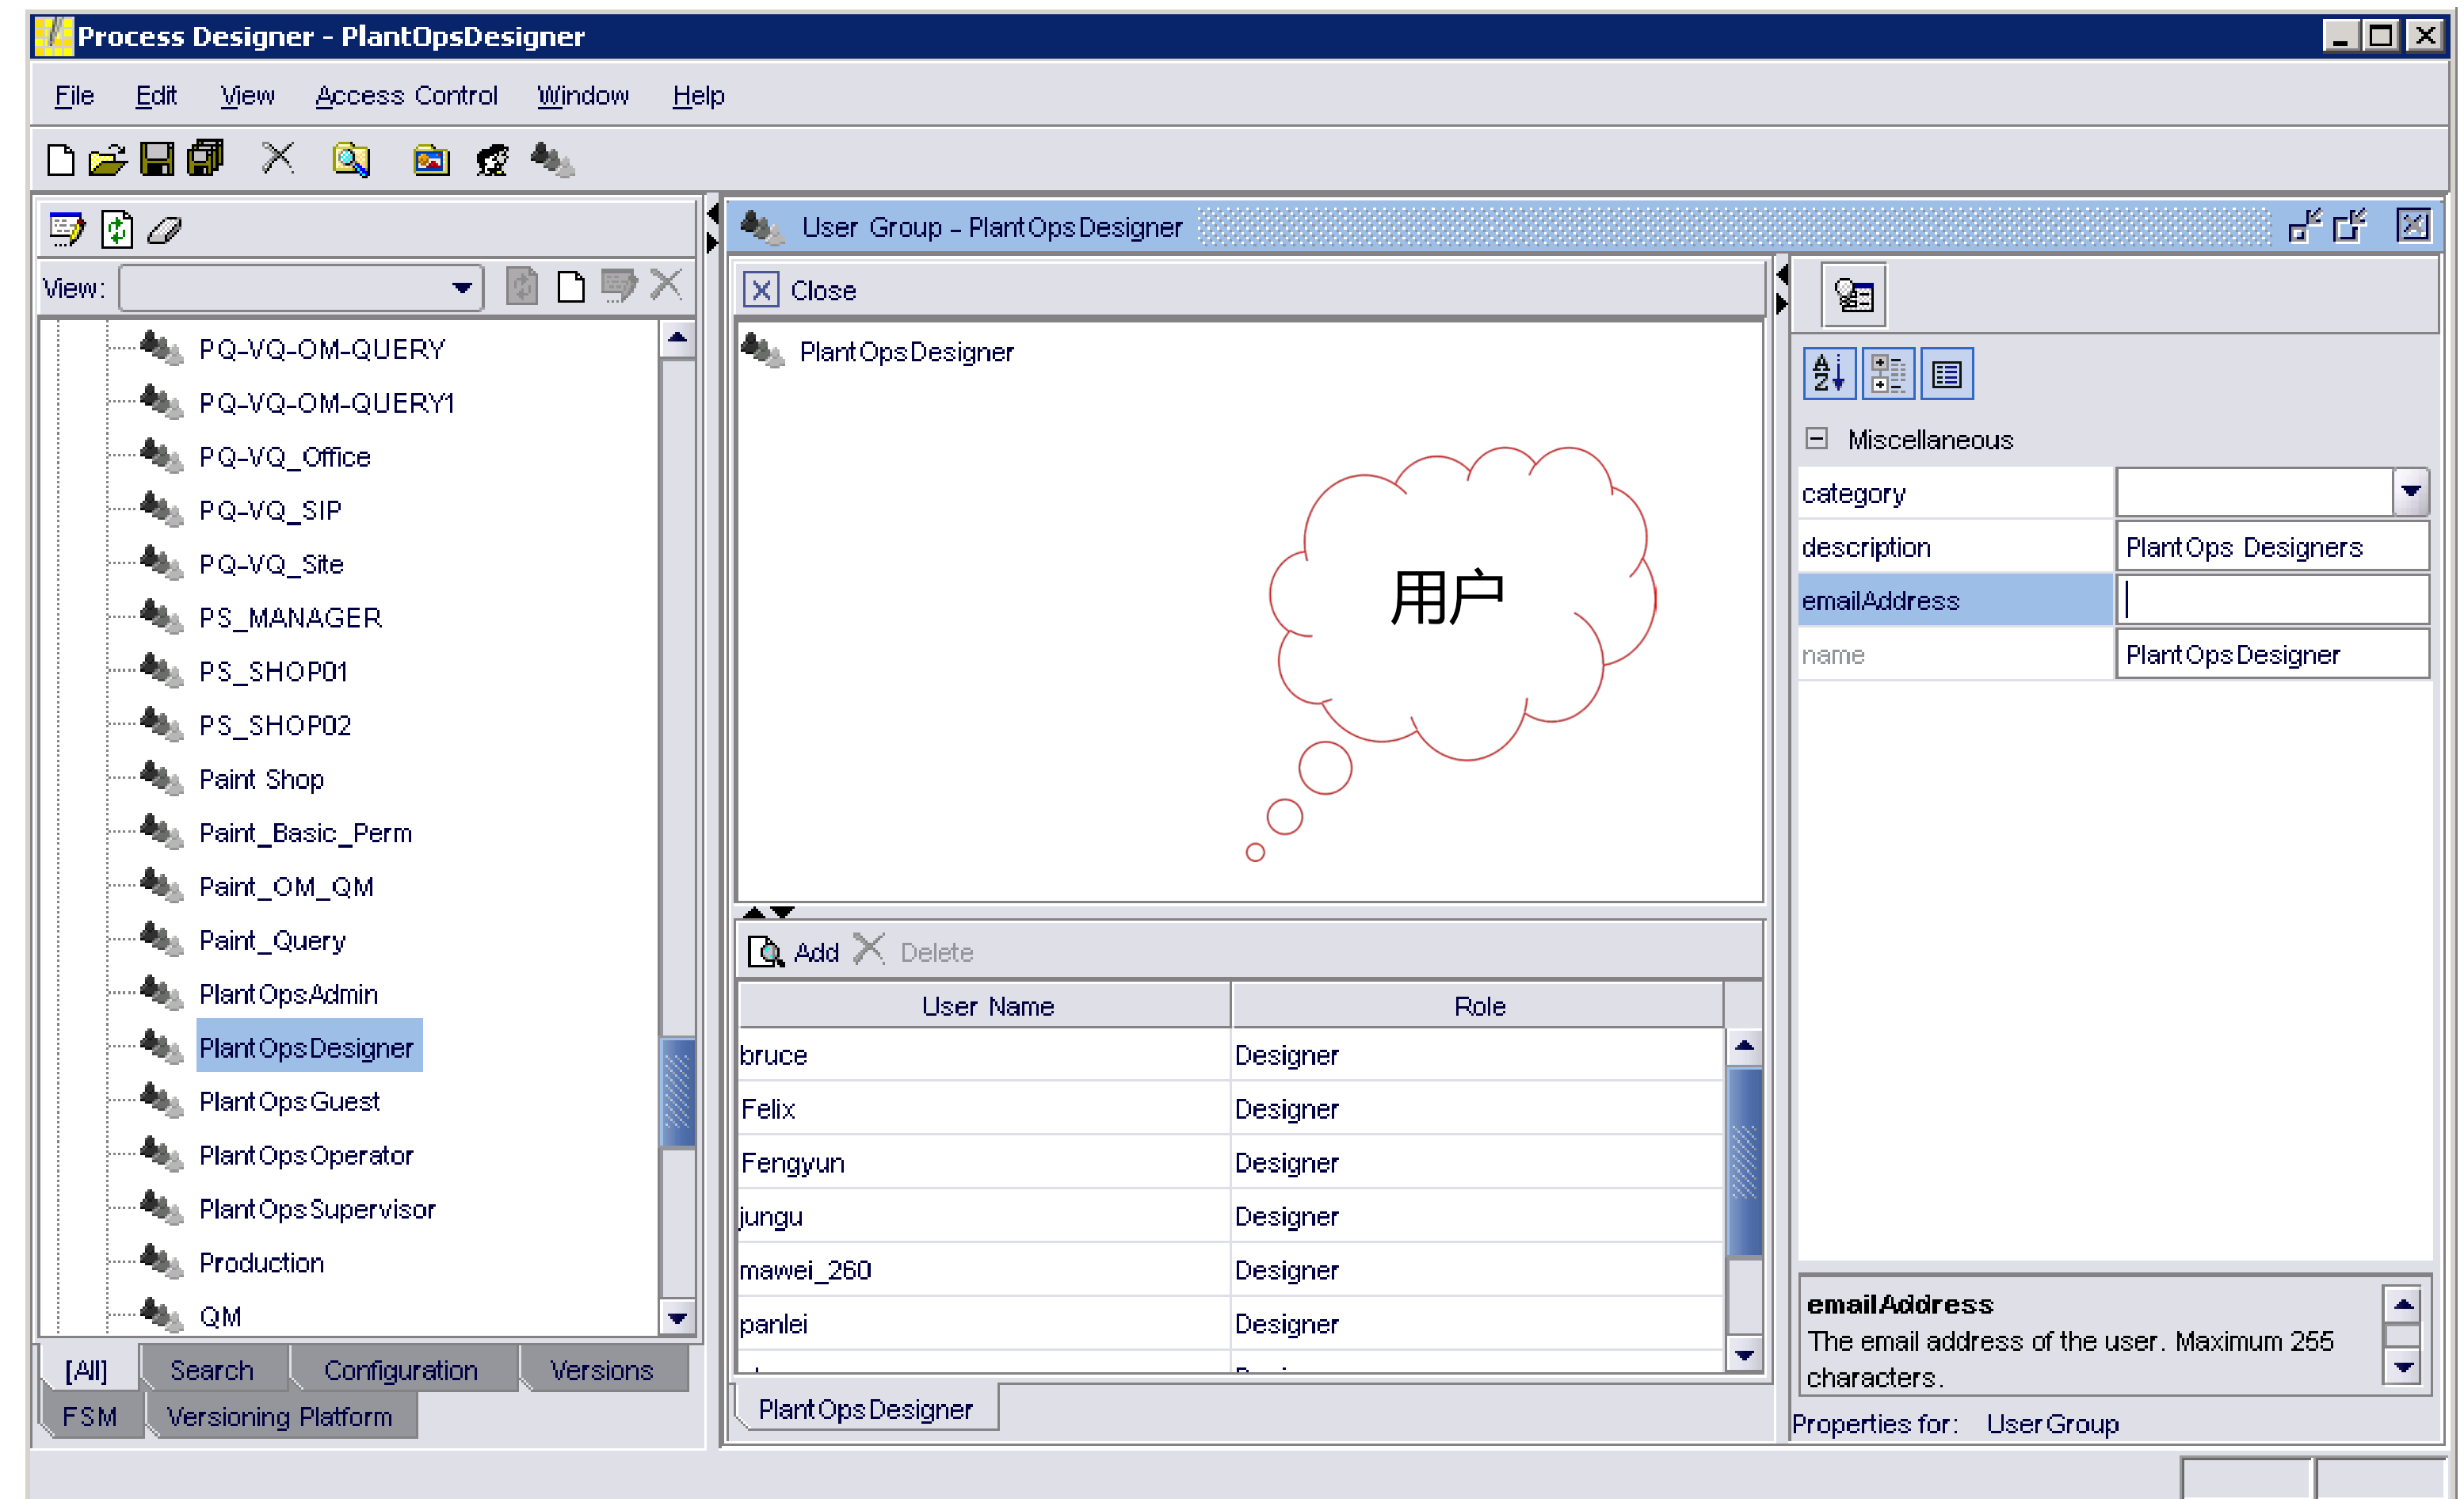 Process Designer - PlantOpsDesigner
File Edit View Access Control Window Help
View:
PQ-VQ-OM-QUERY
PQ-VQ-OM-QUERY1
PQ-VQ_Office
PQ-VQ_SIP
PQ-VQ_Site
PS_MANAGER
PS_SHOP01
PS_SHOP02
Paint Shop
Paint_Basic_Perm
Paint_OM_QM
Paint_Query
PlantOpsAdmin
PlantOpsDesigner
PlantOpsGuest
PlantOpsOperator
PlantOpsSupervisor
Production
QM
[All] Search Configuration Versions
FSM Versioning Platform
User Group - PlantOpsDesigner
Close
PlantOpsDesigner
用户
Add Delete
User Name Role
bruce Designer
Felix Designer
Fengyun Designer
jungu Designer
mawei_260 Designer
panlei Designer
PlantOpsDesigner
Miscellaneous
category
description PlantOps Designers
emailAddress
name PlantOpsDesigner
emailAddress
The email address of the user. Maximum 255
characters.
Properties for: UserGroup